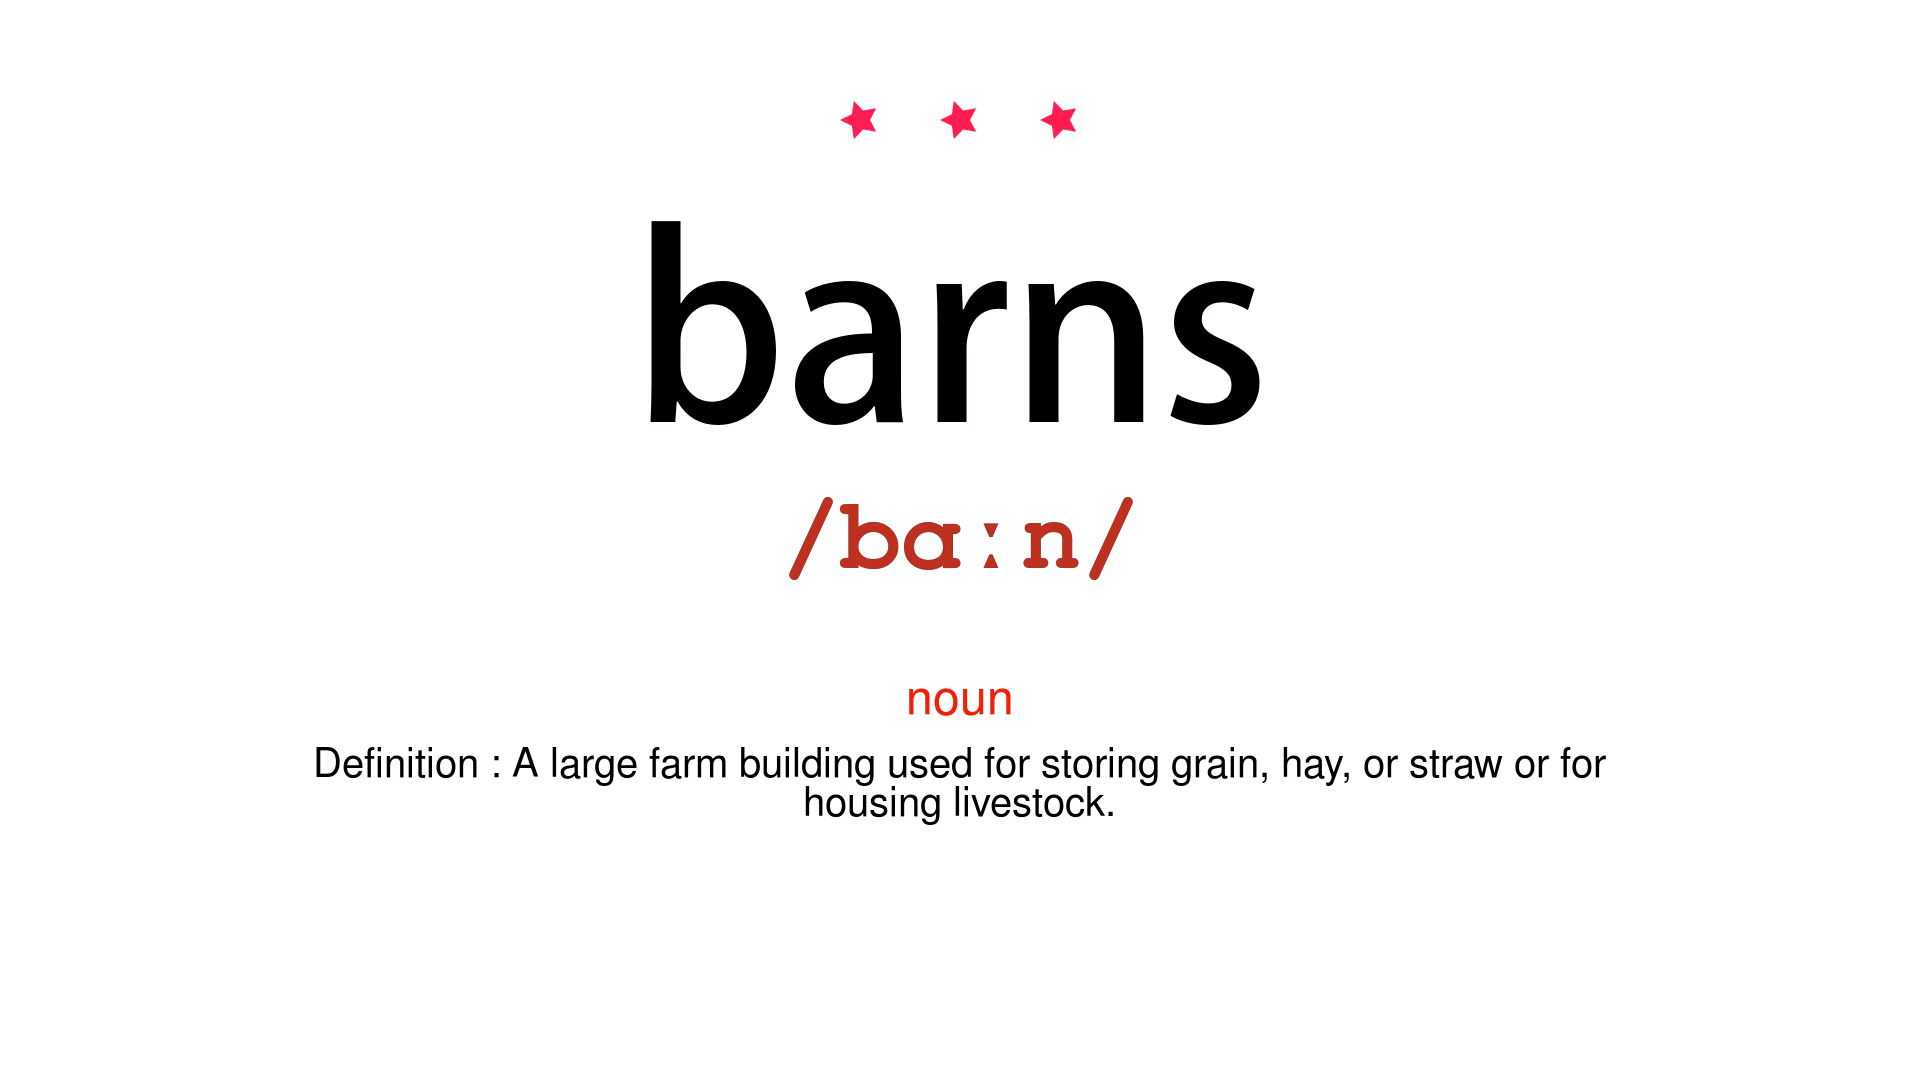 barns
/bɑːn/
noun
Definition : A large farm building used for storing grain, hay, or straw or for
housing livestock.